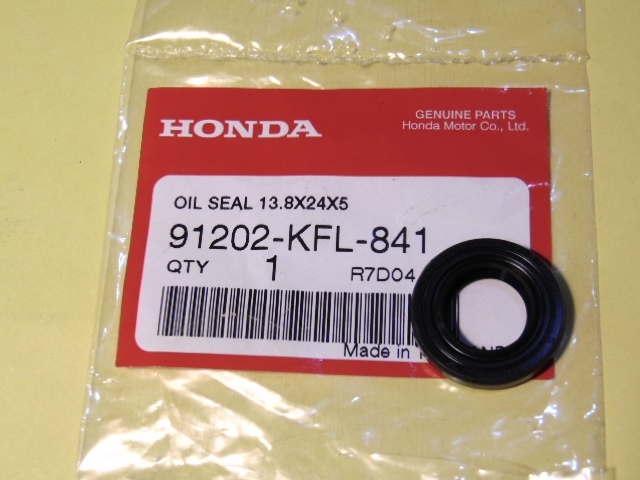 HONDA
GENUINE PARTS
Honda Motor Co., Ltd.
OIL SEAL 13.8X24X5
91202-KFL-841
QTY 1 R7D04
Made in